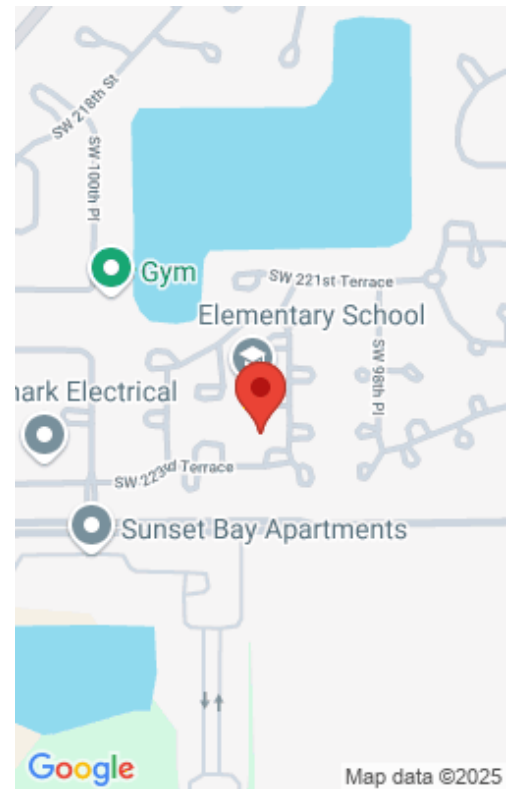 SW 218th St
SW 100th Pl
Gym
SW 221st Terrace
Elementary School
SW 98th Pl
nark Electrical
SW 223rd Terrace
Sunset Bay Apartments
Google
Map data ©2025